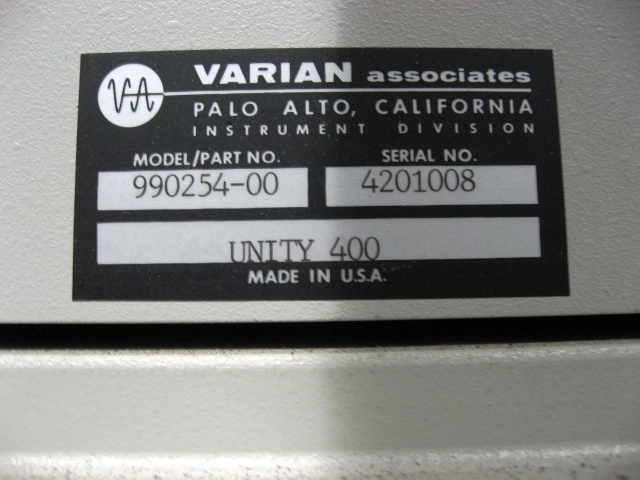 VA VARIAN associates
PALO ALTO, CALIFORNIA
INSTRUMENT DIVISION
MODEL/PART NO. SERIAL NO.
990254-00 4201008
UNITY 400
MADE IN U.S.A.